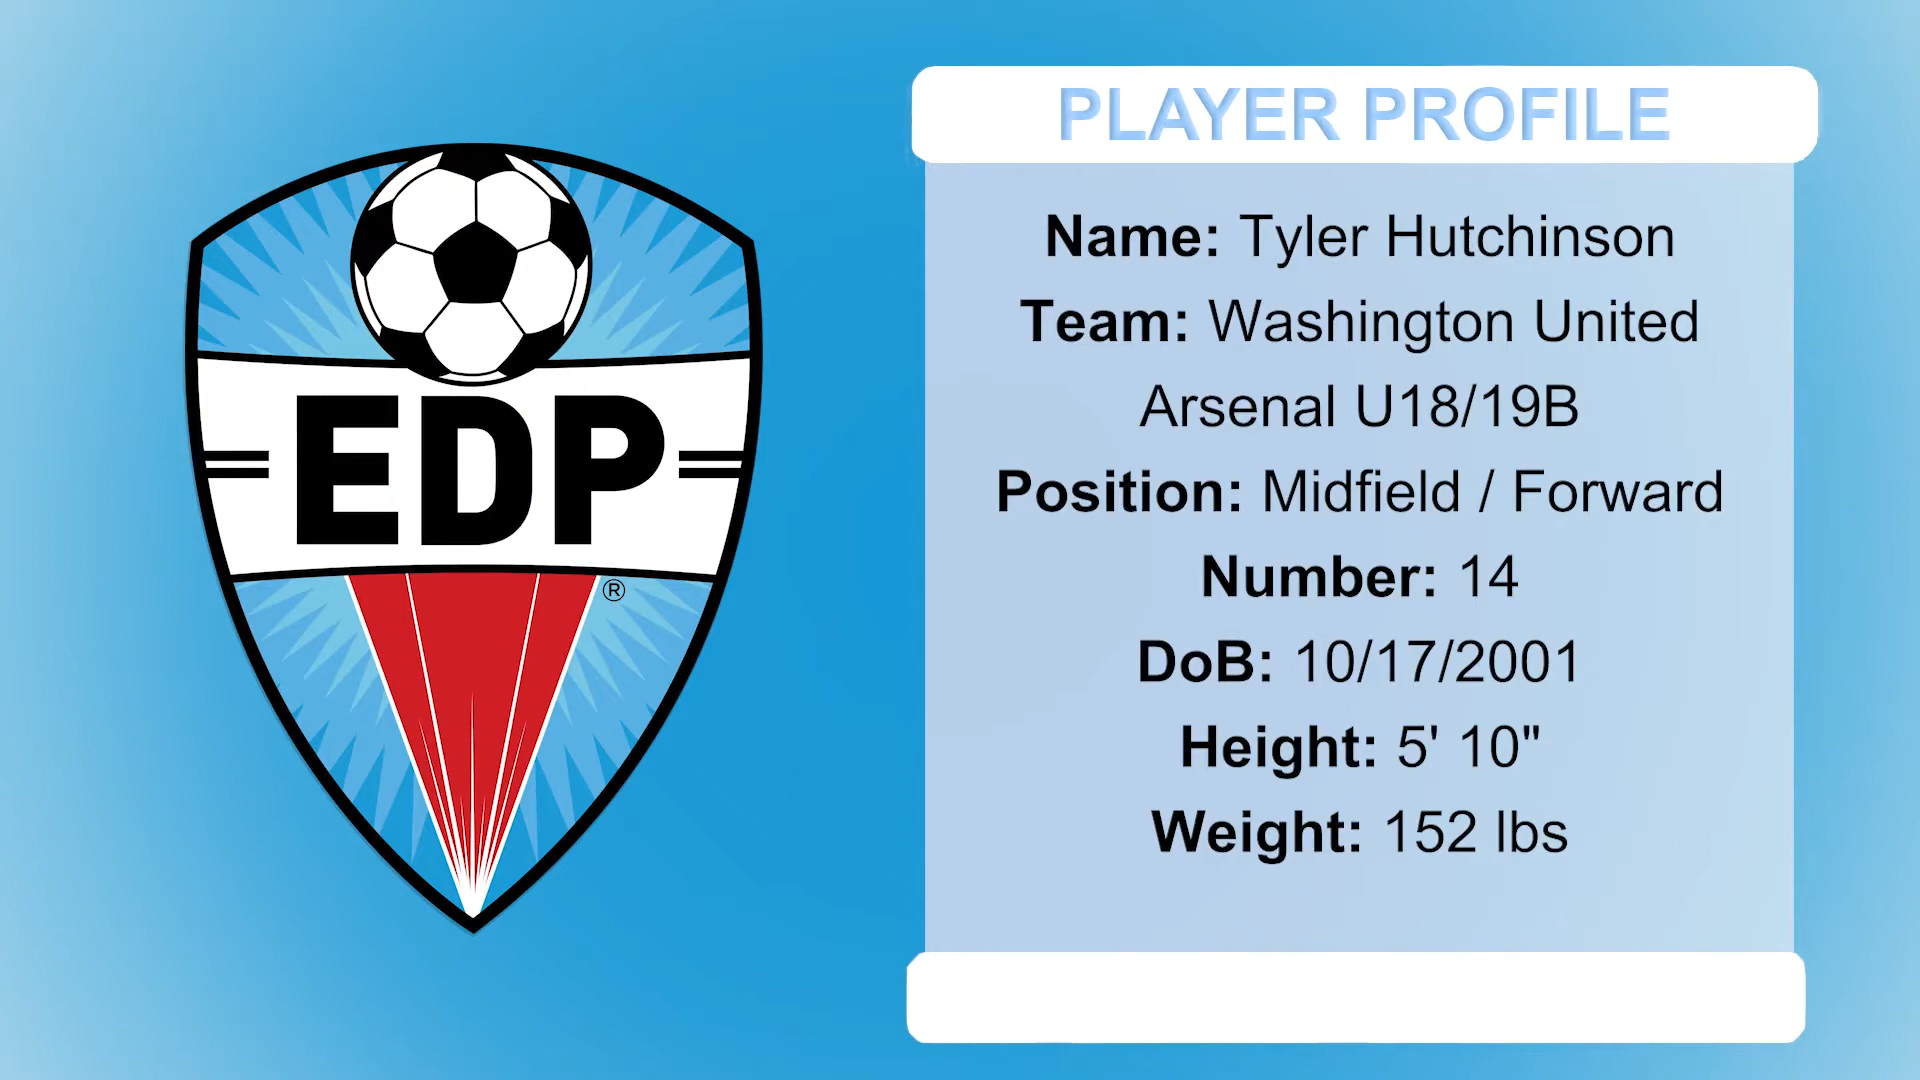 EDP
®
PLAYER PROFILE
Name: Tyler Hutchinson
Team: Washington United
Arsenal U18/19B
Position: Midfield / Forward
Number: 14
DoB: 10/17/2001
Height: 5' 10"
Weight: 152 lbs